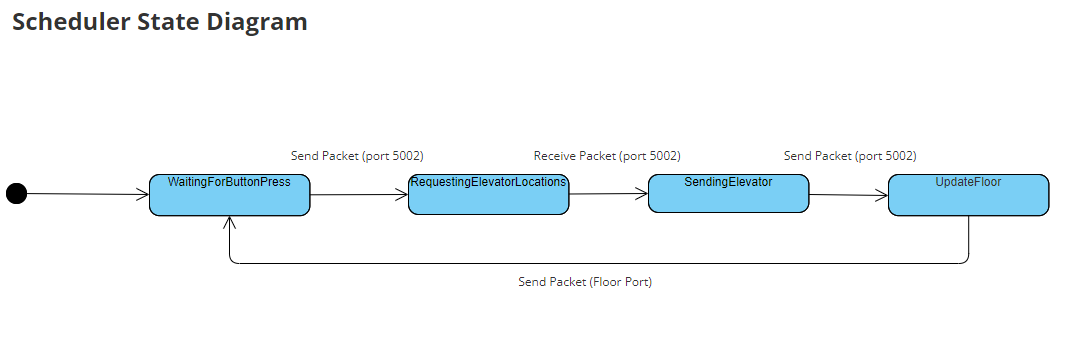 Scheduler State Diagram
Send Packet (port 5002)
Receive Packet (port 5002)
Send Packet (port 5002)
WaitingForButtonPress
RequestingElevatorLocations
SendingElevator
UpdateFloor
Send Packet (Floor Port)